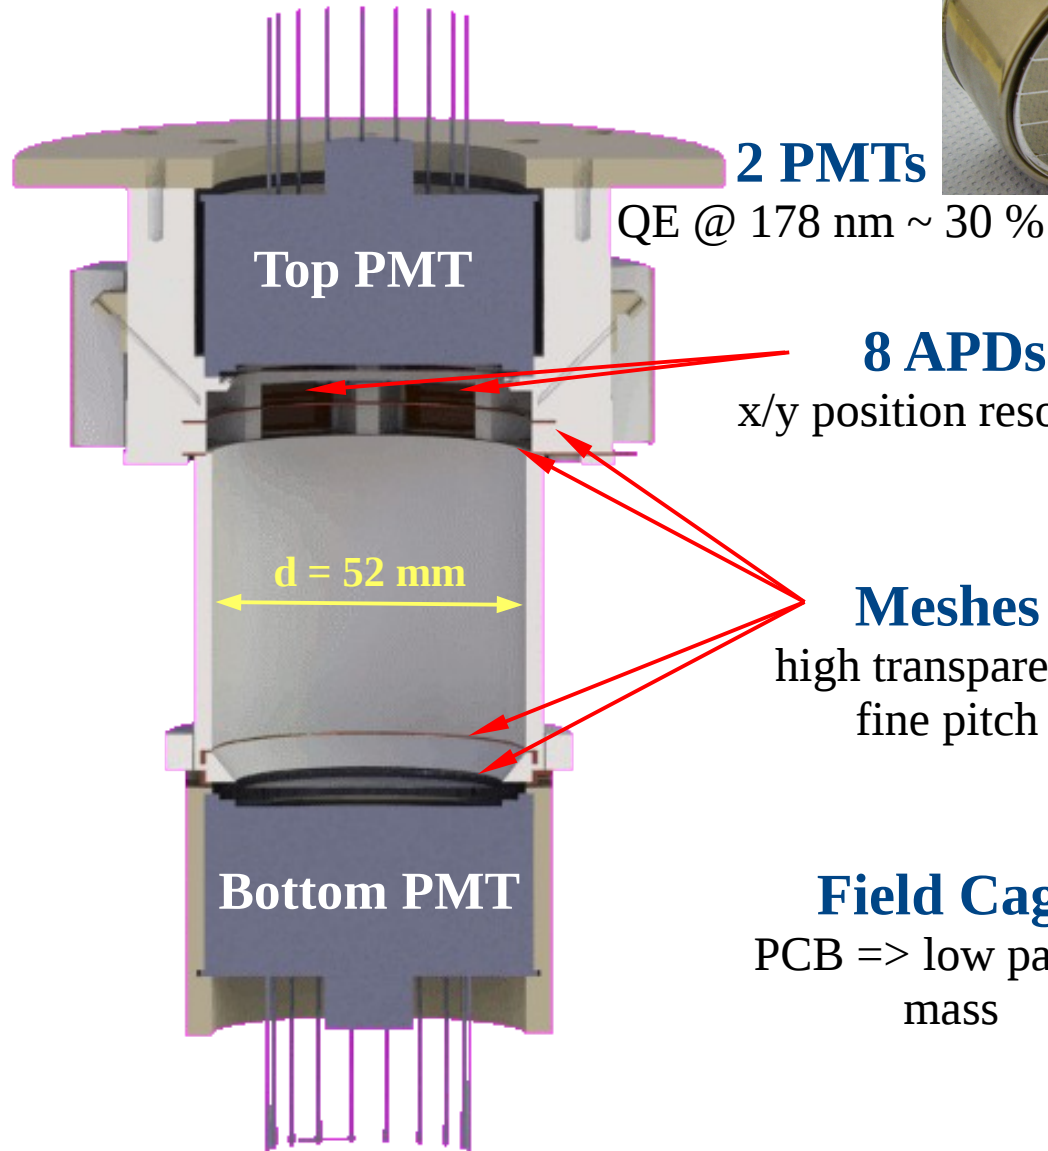 2 PMTs
QE @ 178 nm ~ 30 %
Top PMT
8 APDs
x/y position reso
d = 52 mm
Meshes
high transpare
fine pitch
Bottom PMT
Field Cag
PCB => low pa
mass